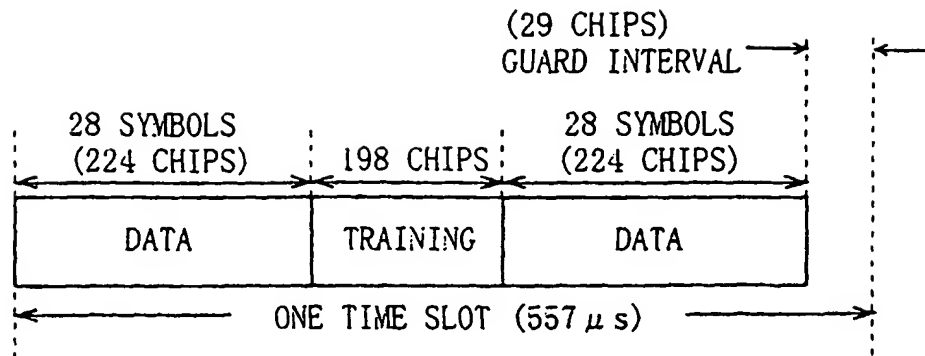 (29 CHIPS)
GUARD INTERVAL
28 SYMBOLS
(224 CHIPS)
198 CHIPS
28 SYMBOLS
(224 CHIPS)
DATA
TRAINING
DATA
ONE TIME SLOT (557μs)